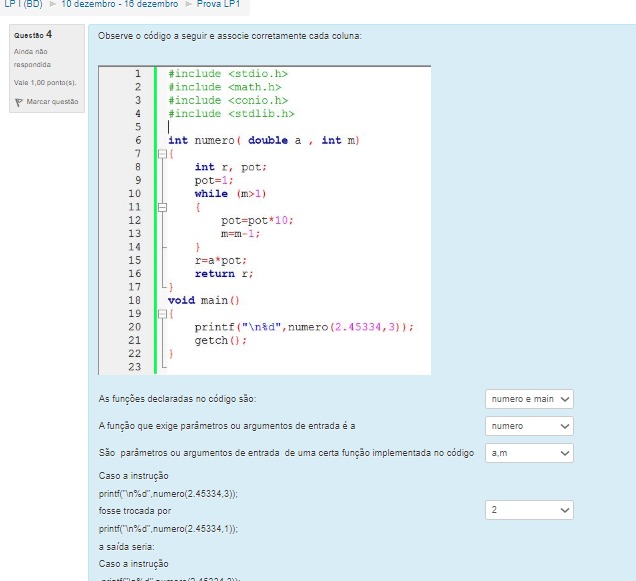 LP I (BD) ► 10 dezembro - 16 dezembro ► Prova LP1
Questão 4
Ainda não
respondida
Vale 1,00 ponto(s).
Marcar questão
Observe o código a seguir e associe corretamente cada coluna:
1 #include <stdio.h>
2 #include <math.h>
3 #include <conio.h>
4 #include <stdlib.h>
5
6 int numero( double a , int m)
7 {
8 int r, pot;
9 pot=1;
10 while (m>1)
11 {
12 pot=pot*10;
13 m=m-1;
14 }
15 r=a*pot;
16 return r;
17 }
18 void main()
19 {
20 printf("\n%d",numero(2.45334,3));
21 getch();
22 }
23
As funções declaradas no código são: numero e main
A função que exige parâmetros ou argumentos de entrada é a numero
São parâmetros ou argumentos de entrada de uma certa função implementada no código a,m
Caso a instrução
printf("\n%d",numero(2.45334,3));
fosse trocada por 2
printf("\n%d",numero(2.45334,1));
a saída seria:
Caso a instrução